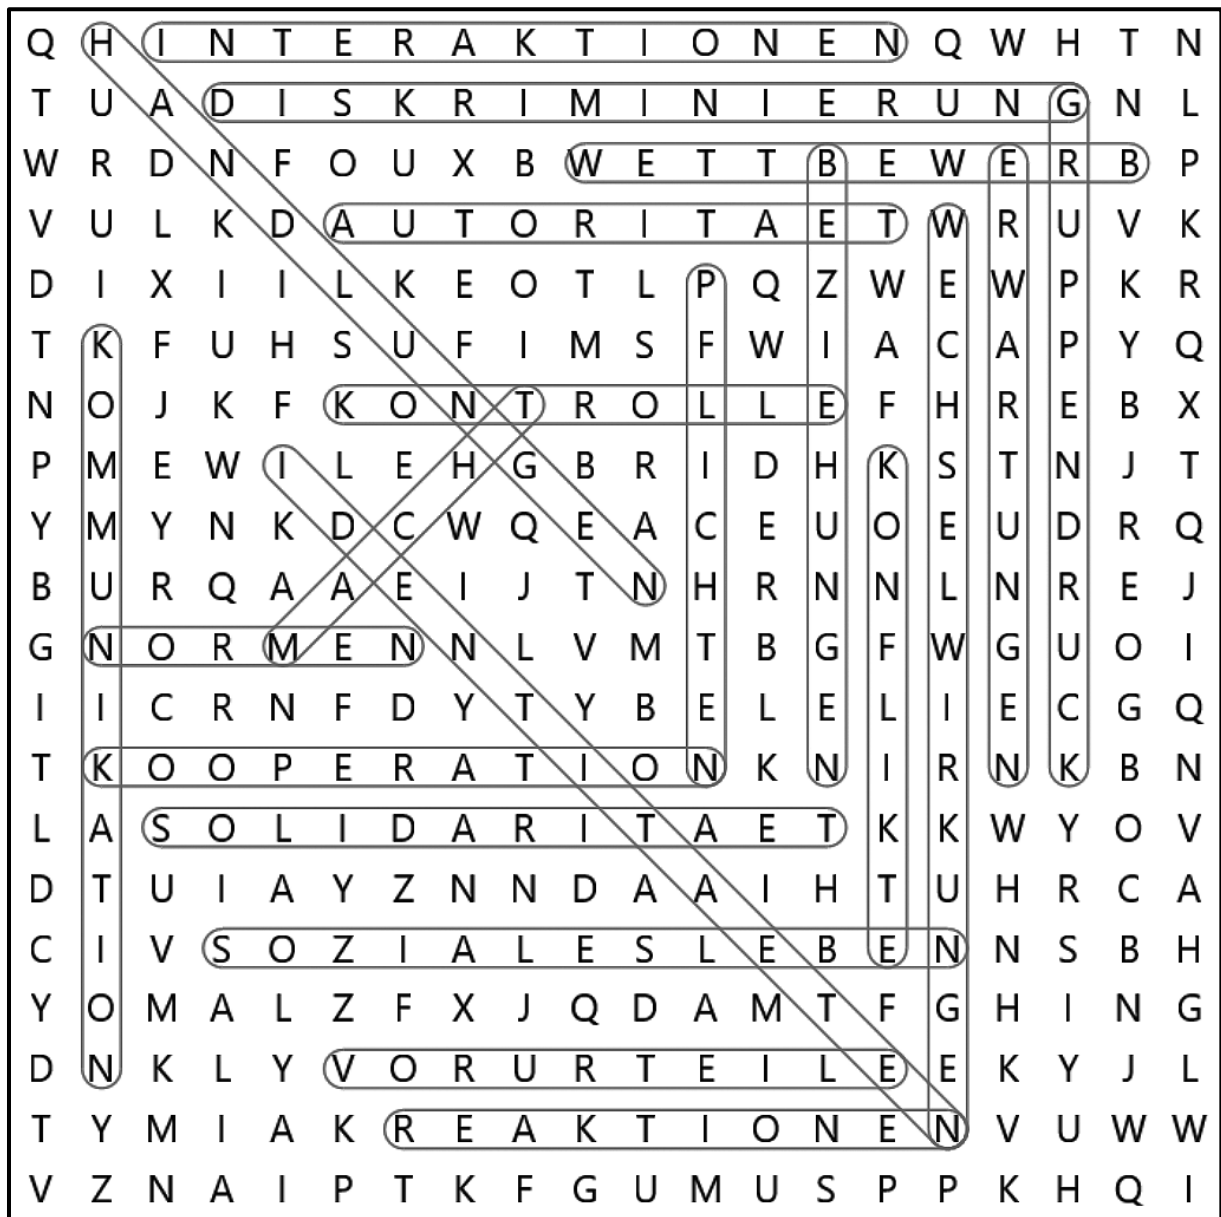 Q H I N T E R A K T I O N E N Q W H T N
T U A D I S K R I M I N I E R U N G N L
W R D N F O U X B W E T T B E W E R B P
V U L K D A U T O R I T A E T W R U V K
D I X I I L K E O T L P Q Z W E W P K R
T K F U H S U F I M S F W I A C A P Y Q
N O J K F K O N T R O L L E F H R E B X
P M E W I L E H G B R I D H K S T N J T
Y M Y N K D C W Q E A C E U O E U D R Q
B U R Q A A E I J T N H R N N L N R E J
G N O R M E N N L V M T B G F W G U O I
I I C R N F D Y T Y B E L E L I E C G Q
T K O O P E R A T I O N K N I R N K B N
L A S O L I D A R I T A E T K K W Y O V
D T U I A Y Z N N D A A I H T U H R C A
C I V S O Z I A L E S L E B E N N S B H
Y O M A L Z F X J Q D A M T F G H I N G
D N K L Y V O R U R T E I L E E K Y J L
T Y M I A K R E A K T I O N E N V U W W
V Z N A I P T K F G U M U S P P K H Q I